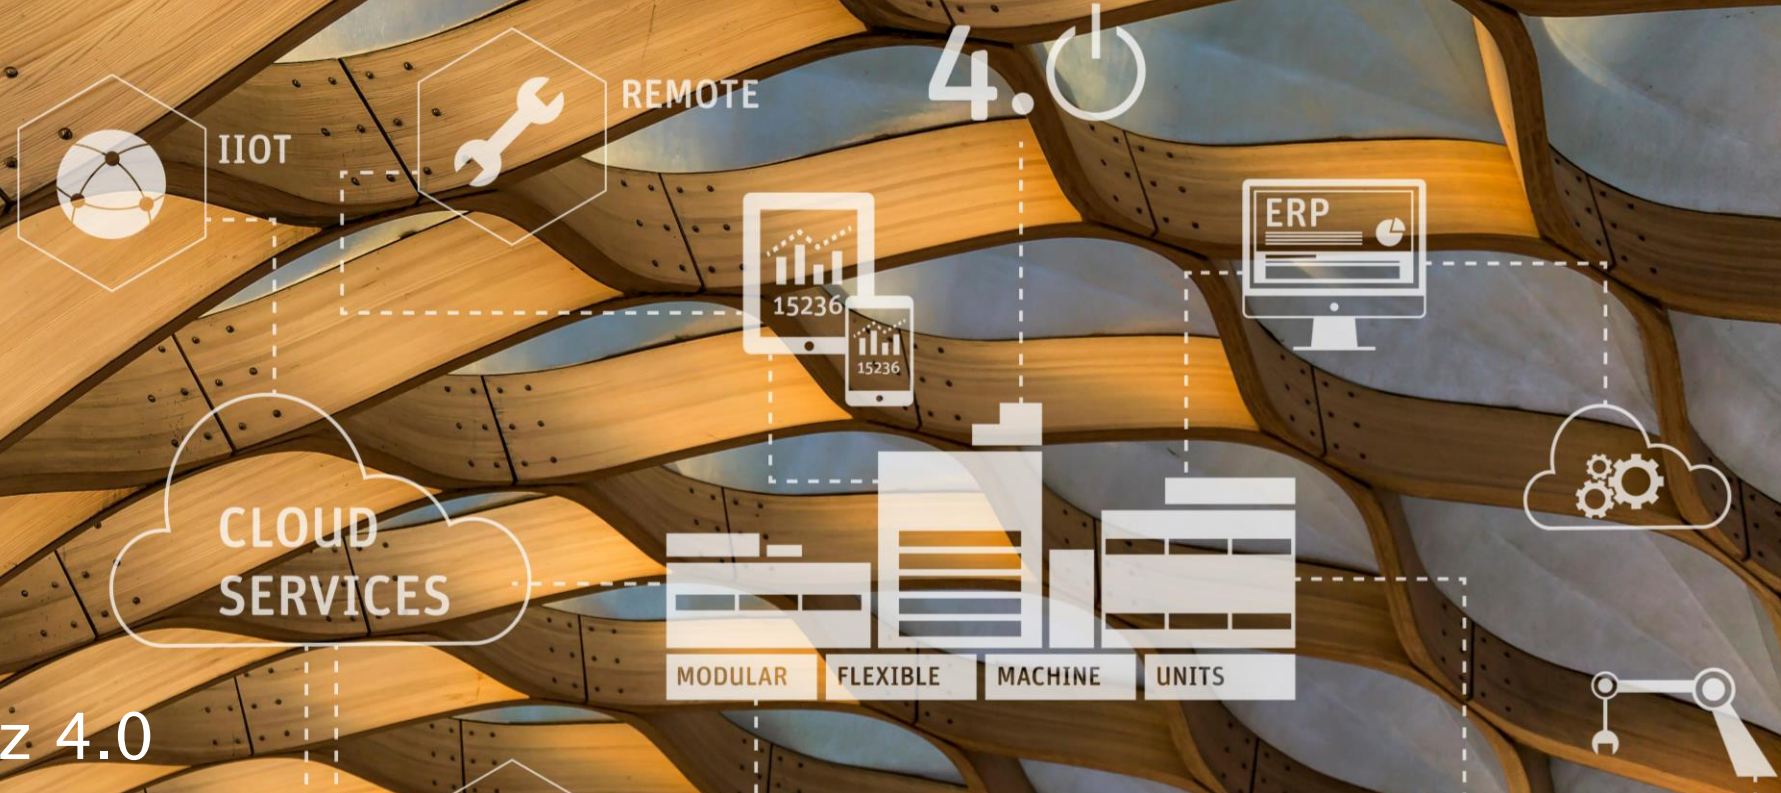 4.0
REMOTE
IIOT
ERP
15236
15236
CLOUD
SERVICES
MODULAR
FLEXIBLE
MACHINE
UNITS
z 4.0